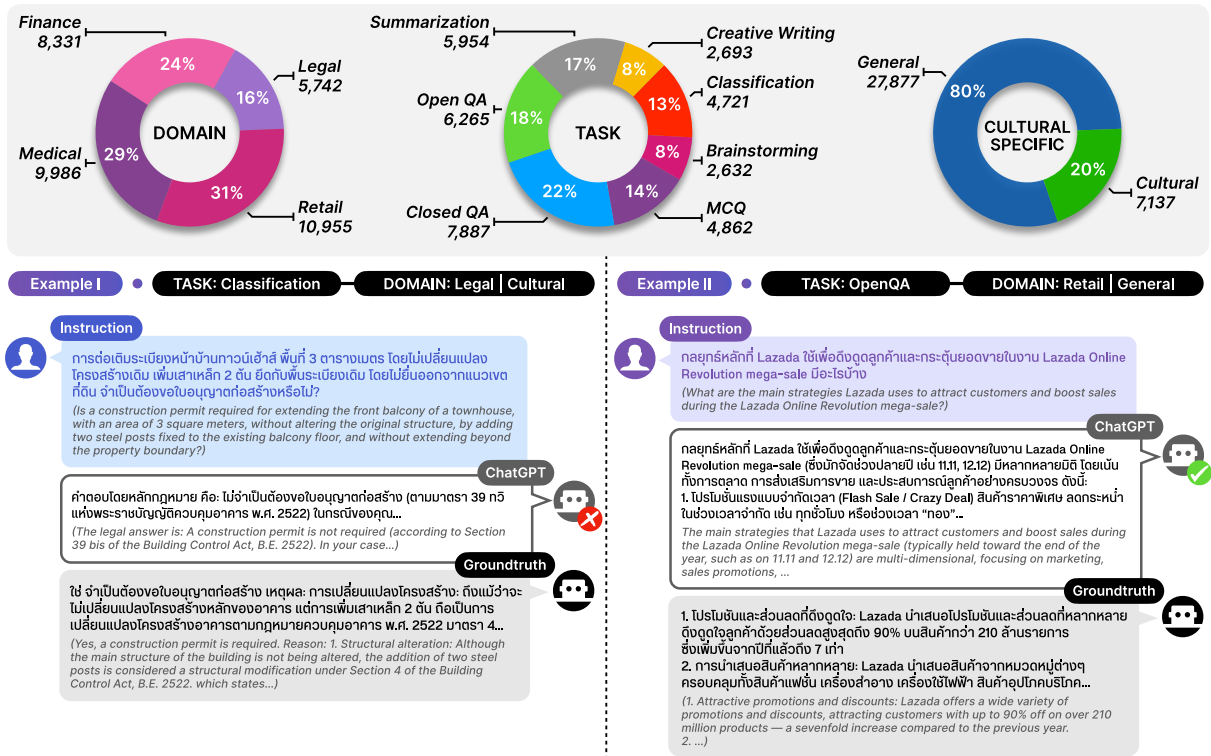 Finance
8,331
24%
Legal
5,742
16%
DOMAIN
Medical
9,986
29%
31%
Retail
10,955
Summarization
5,954
17%
Creative Writing
2,693
8%
Classification
4,721
13%
Open QA
6,265
18%
TASK
Brainstorming
2,632
8%
22%
14%
Closed QA
7,887
MCQ
4,862
General
27,877
80%
CULTURAL
SPECIFIC
20%
Cultural
7,137
Example I
TASK: Classification
DOMAIN: Legal | Cultural
Instruction
การต่อเติมระเบียงหน้าบ้านทาวน์เฮ้าส์ พื้นที่ 3 ตารางเมตร โดยไม่เปลี่ยนแปลง
โครงสร้างเดิม เพิ่มเสาเหล็ก 2 ต้น ยึดกับพื้นระเบียงเดิม โดยไม่ยื่นออกจากแนวเขต
ที่ดิน จำเป็นต้องขอใบอนุญาตก่อสร้างหรือไม่?
(Is a construction permit required for extending the front balcony of a townhouse,
with an area of 3 square meters, without altering the original structure, by adding
two steel posts fixed to the existing balcony floor, and without extending beyond
the property boundary?)
ChatGPT
คำตอบโดยหลักกฎหมาย คือ: ไม่จำเป็นต้องขอใบอนุญาตก่อสร้าง (ตามมาตรา 39 ทวิ
แห่งพระราชบัญญัติควบคุมอาคาร พ.ศ. 2522) ในกรณีของคุณ...
(The legal answer is: A construction permit is not required (according to Section
39 bis of the Building Control Act, B.E. 2522). In your case...)
Groundtruth
ใช่ จำเป็นต้องขอใบอนุญาตก่อสร้าง เหตุผล: การเปลี่ยนแปลงโครงสร้าง: ถึงแม้ว่าจะ
ไม่เปลี่ยนแปลงโครงสร้างหลักของอาคาร แต่การเพิ่มเสาเหล็ก 2 ต้น ถือเป็นการ
เปลี่ยนแปลงโครงสร้างอาคารตามกฎหมายควบคุมอาคาร พ.ศ. 2522 มาตรา 4...
(Yes, a construction permit is required. Reason: 1. Structural alteration: Although
the main structure of the building is not being altered, the addition of two steel
posts is considered a structural modification under Section 4 of the Building
Control Act, B.E. 2522. which states...)
Example II
TASK: OpenQA
DOMAIN: Retail | General
Instruction
กลยุทธ์หลักที่ Lazada ใช้เพื่อดึงดูดลูกค้าและกระตุ้นยอดขายในงาน Lazada Online
Revolution mega-sale มีอะไรบ้าง
(What are the main strategies Lazada uses to attract customers and boost sales
during the Lazada Online Revolution mega-sale?)
ChatGPT
กลยุทธ์หลักที่ Lazada ใช้เพื่อดึงดูดลูกค้าและกระตุ้นยอดขายในงาน Lazada Online
Revolution mega-sale (ซึ่งมักจัดช่วงปลายปี เช่น 11.11, 12.12) มีหลากหลายมิติ โดยเน้น
ทั้งการตลาด การส่งเสริมการขาย และประสบการณ์ลูกค้าอย่างครบวงจร ดังนี้:
1. โปรโมชั่นแรงแบบจำกัดเวลา (Flash Sale / Crazy Deal) สินค้าราคาพิเศษ ลดกระหน่ำ
ในช่วงเวลาจำกัด เช่น ทุกชั่วโมง หรือช่วงเวลา “ทอง”...
The main strategies that Lazada uses to attract customers and boost sales during
the Lazada Online Revolution mega-sale (typically held toward the end of the
year, such as on 11.11 and 12.12) are multi-dimensional, focusing on marketing,
sales promotions, ...
Groundtruth
1. โปรโมชันและส่วนลดที่ดึงดูดใจ: Lazada นำเสนอโปรโมชันและส่วนลดที่หลากหลาย
ดึงดูดใจลูกค้าด้วยส่วนลดสูงสุดถึง 90% บนสินค้ากว่า 210 ล้านรายการ
ซึ่งเพิ่มขึ้นจากปีที่แล้วถึง 7 เท่า
2. การนำเสนอสินค้าหลากหลาย: Lazada นำเสนอสินค้าจากหมวดหมู่ต่างๆ
ครอบคลุมทั้งสินค้าแฟชั่น เครื่องสำอาง เครื่องใช้ไฟฟ้า สินค้าอุปโภคบริโภค...
(1. Attractive promotions and discounts: Lazada offers a wide variety of
promotions and discounts, attracting customers with up to 90% off on over 210
million products — a sevenfold increase compared to the previous year.
2. ...)